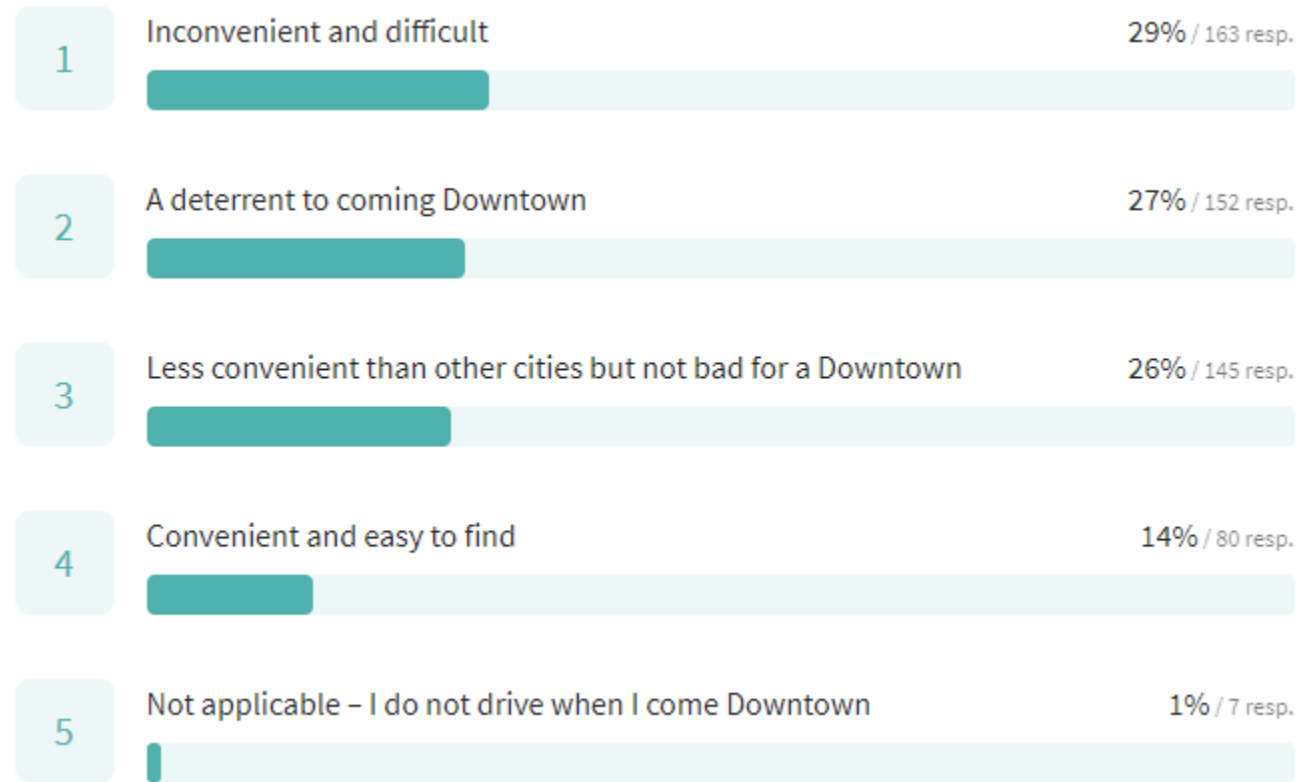 1
Inconvenient and difficult
29% / 163 resp.
2
A deterrent to coming Downtown
27% / 152 resp.
3
Less convenient than other cities but not bad for a Downtown
26% / 145 resp.
4
Convenient and easy to find
14% / 80 resp.
5
Not applicable – I do not drive when I come Downtown
1% / 7 resp.